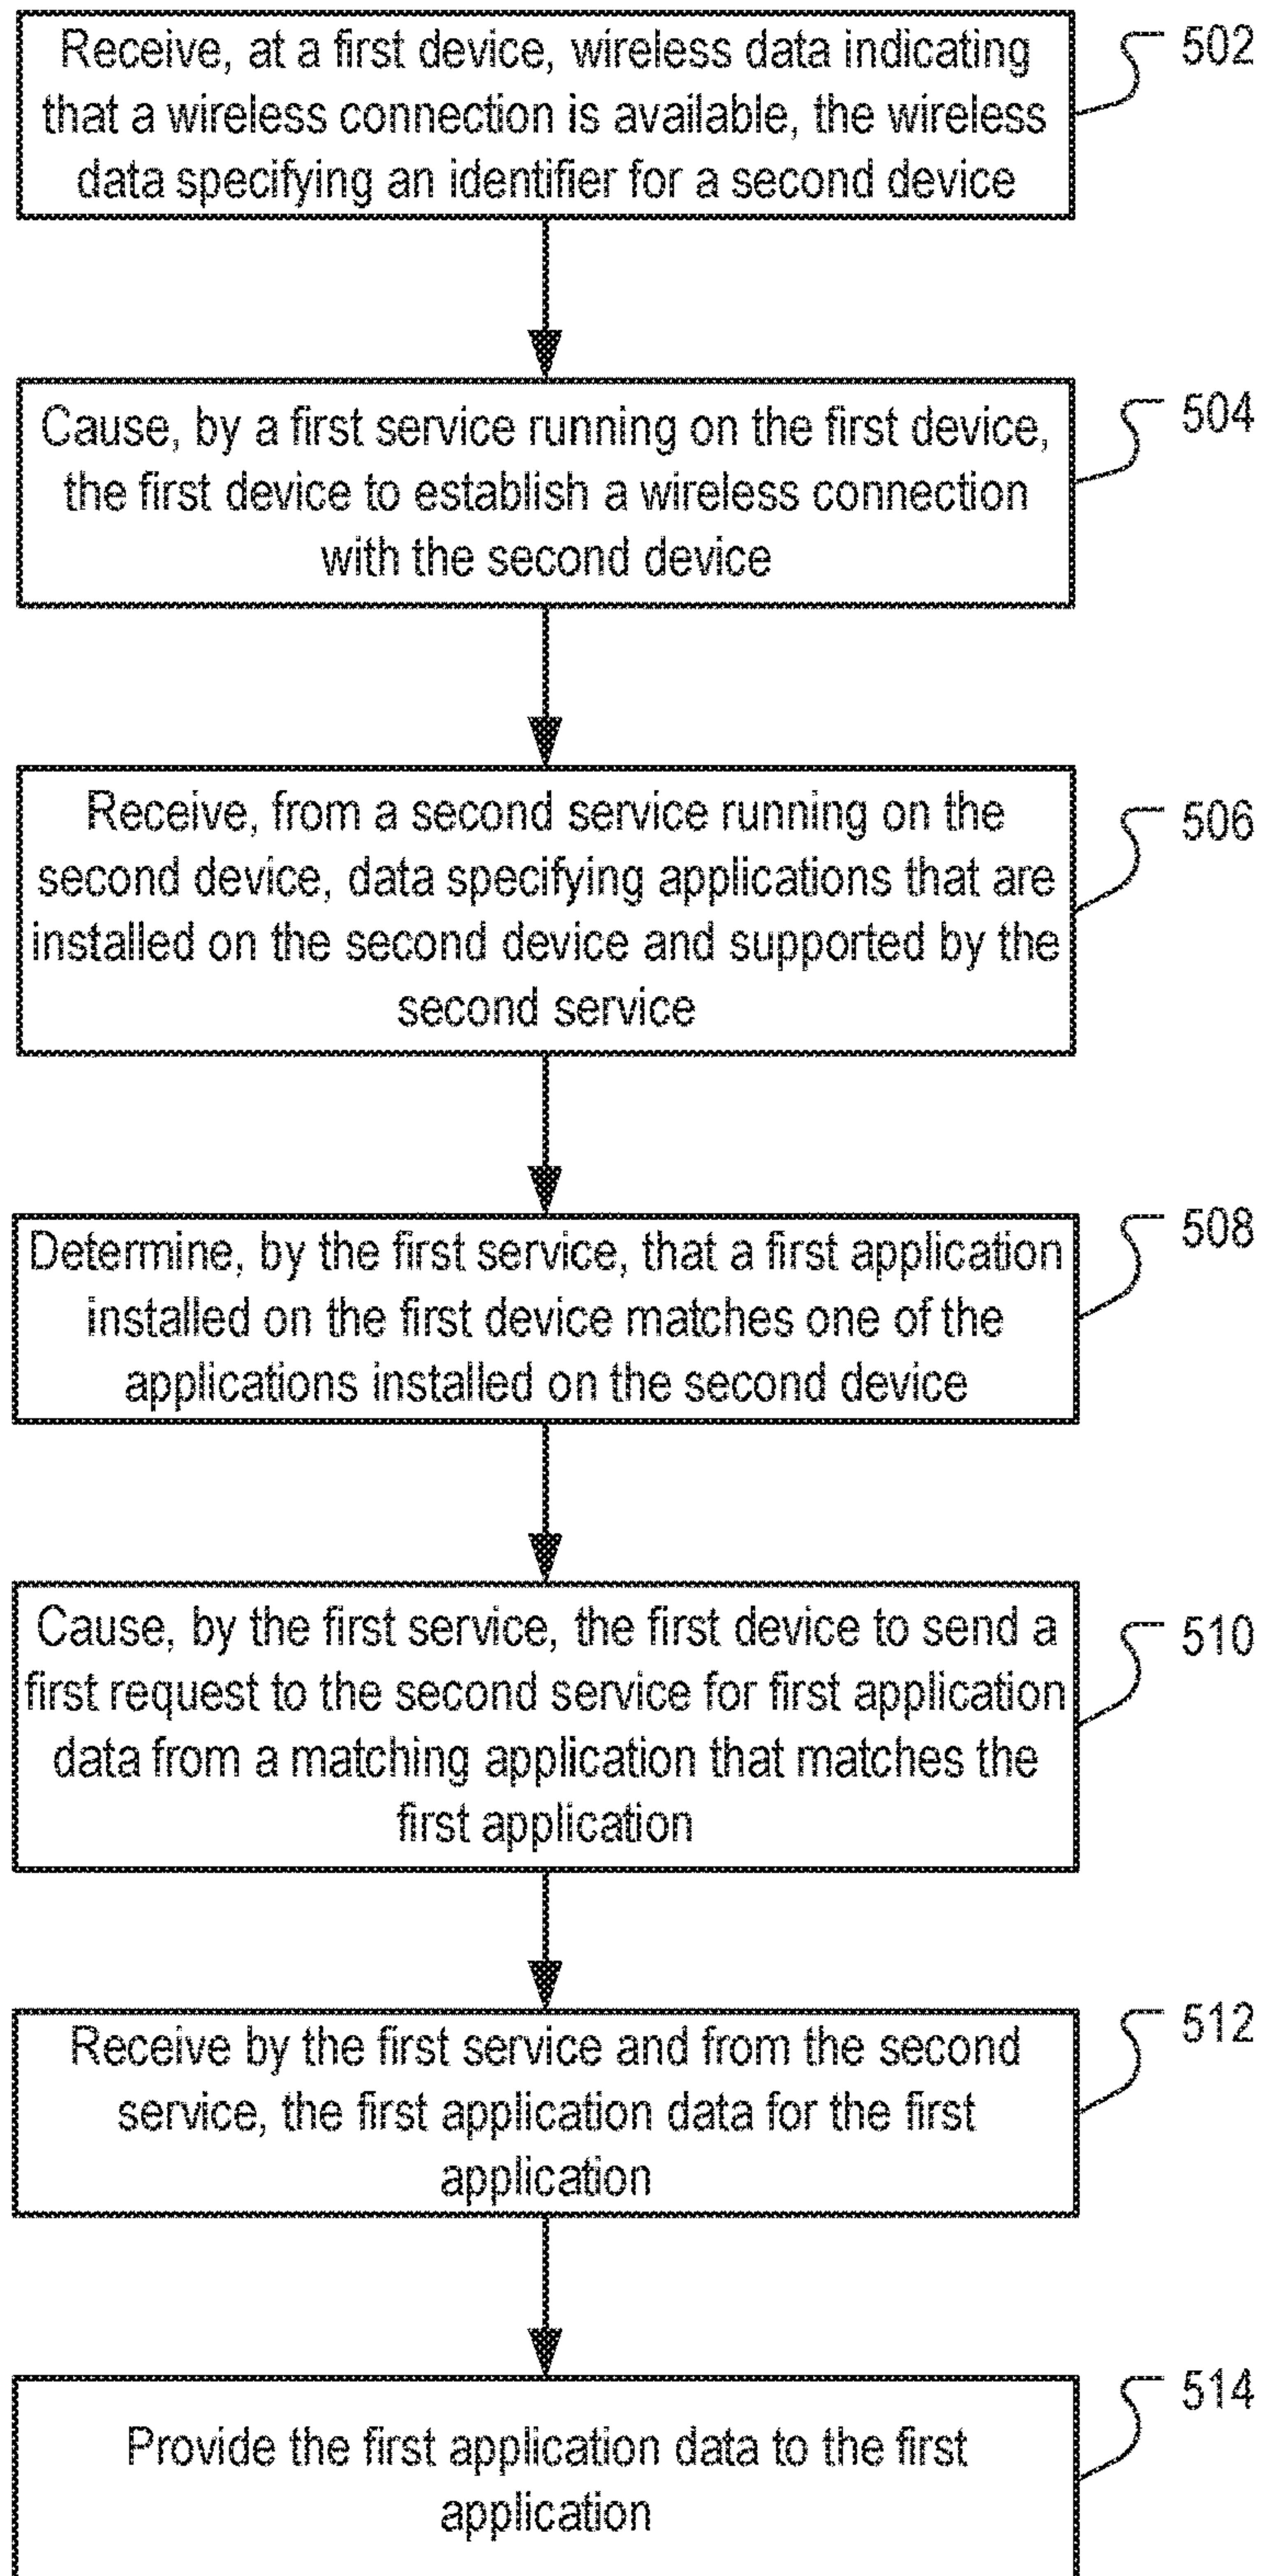 Receive, at a first device, wireless data indicating
that a wireless connection is available, the wireless
data specifying an identifier for a second device
502
Cause, by a first service running on the first device,
the first device to establish a wireless connection
with the second device
504
Receive, from a second service running on the
second device, data specifying applications that are
installed on the second device and supported by the
second service
506
Determine, by the first service, that a first application
installed on the first device matches one of the
applications installed on the second device
508
Cause, by the first service, the first device to send a
first request to the second service for first application
data from a matching application that matches the
first application
510
Receive by the first service and from the second
service, the first application data for the first
application
512
Provide the first application data to the first
application
514